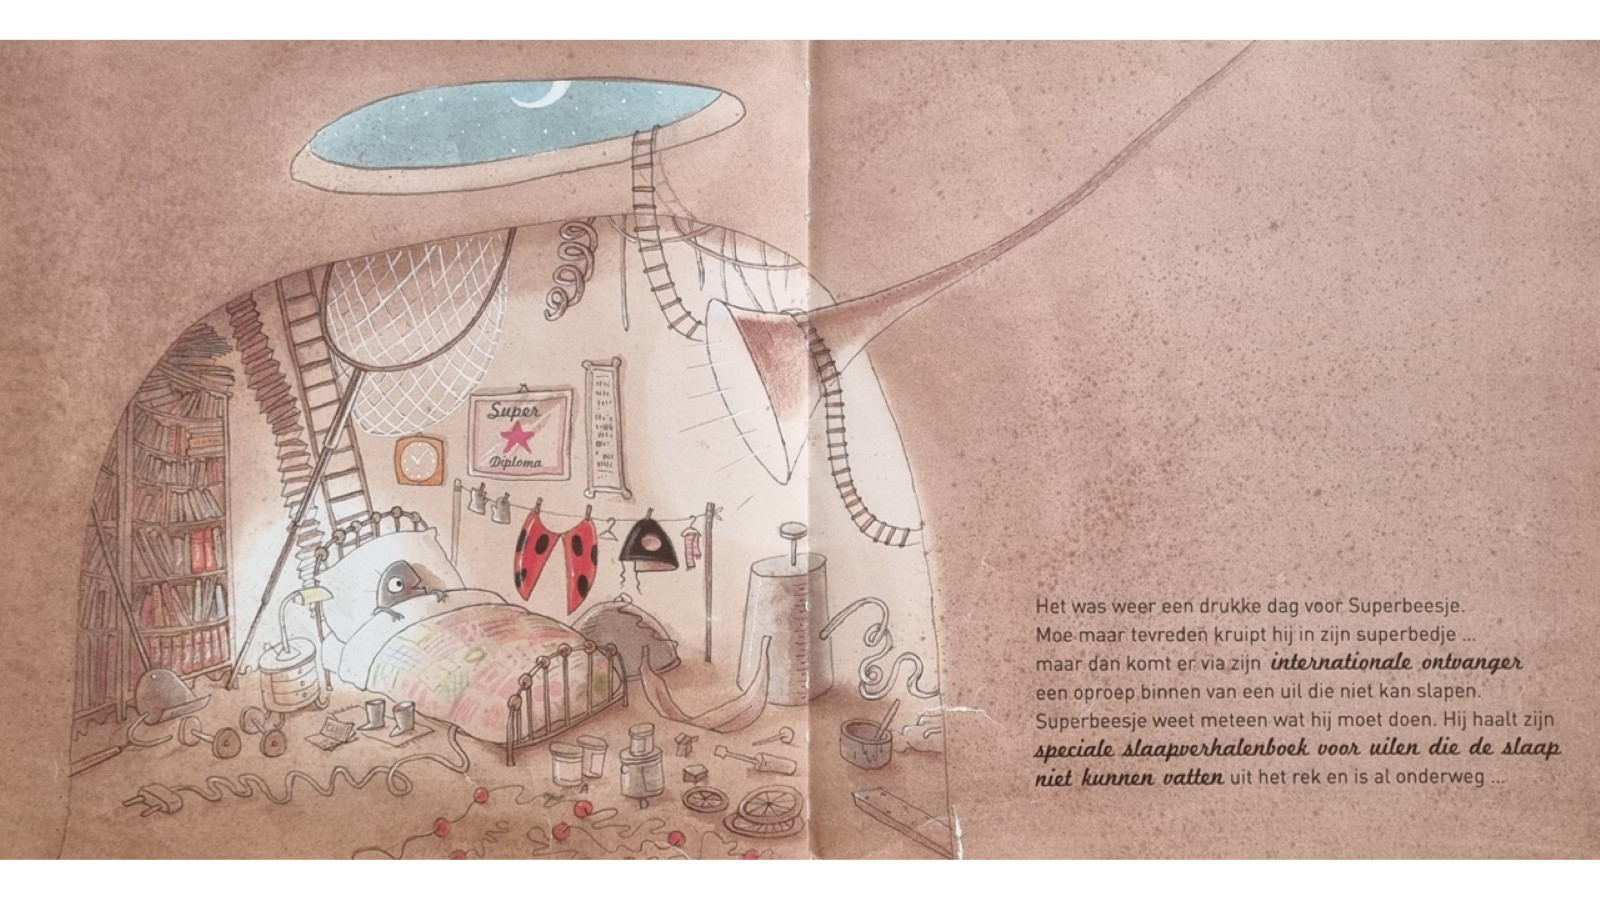 Super
Diploma
Het was weer een drukke dag voor Superbeesje.
Moe maar tevreden kruipt hij in zijn superbedje ...
maar dan komt er via zijn internationale ontvanger
een oproep binnen van een uil die niet kan slapen.
Superbeesje weet meteen wat hij moet doen. Hij haalt zijn
speciale slaapverhalenboek voor uilen die de slaap
niet kunnen vatten uit het rek en is al onderweg ...